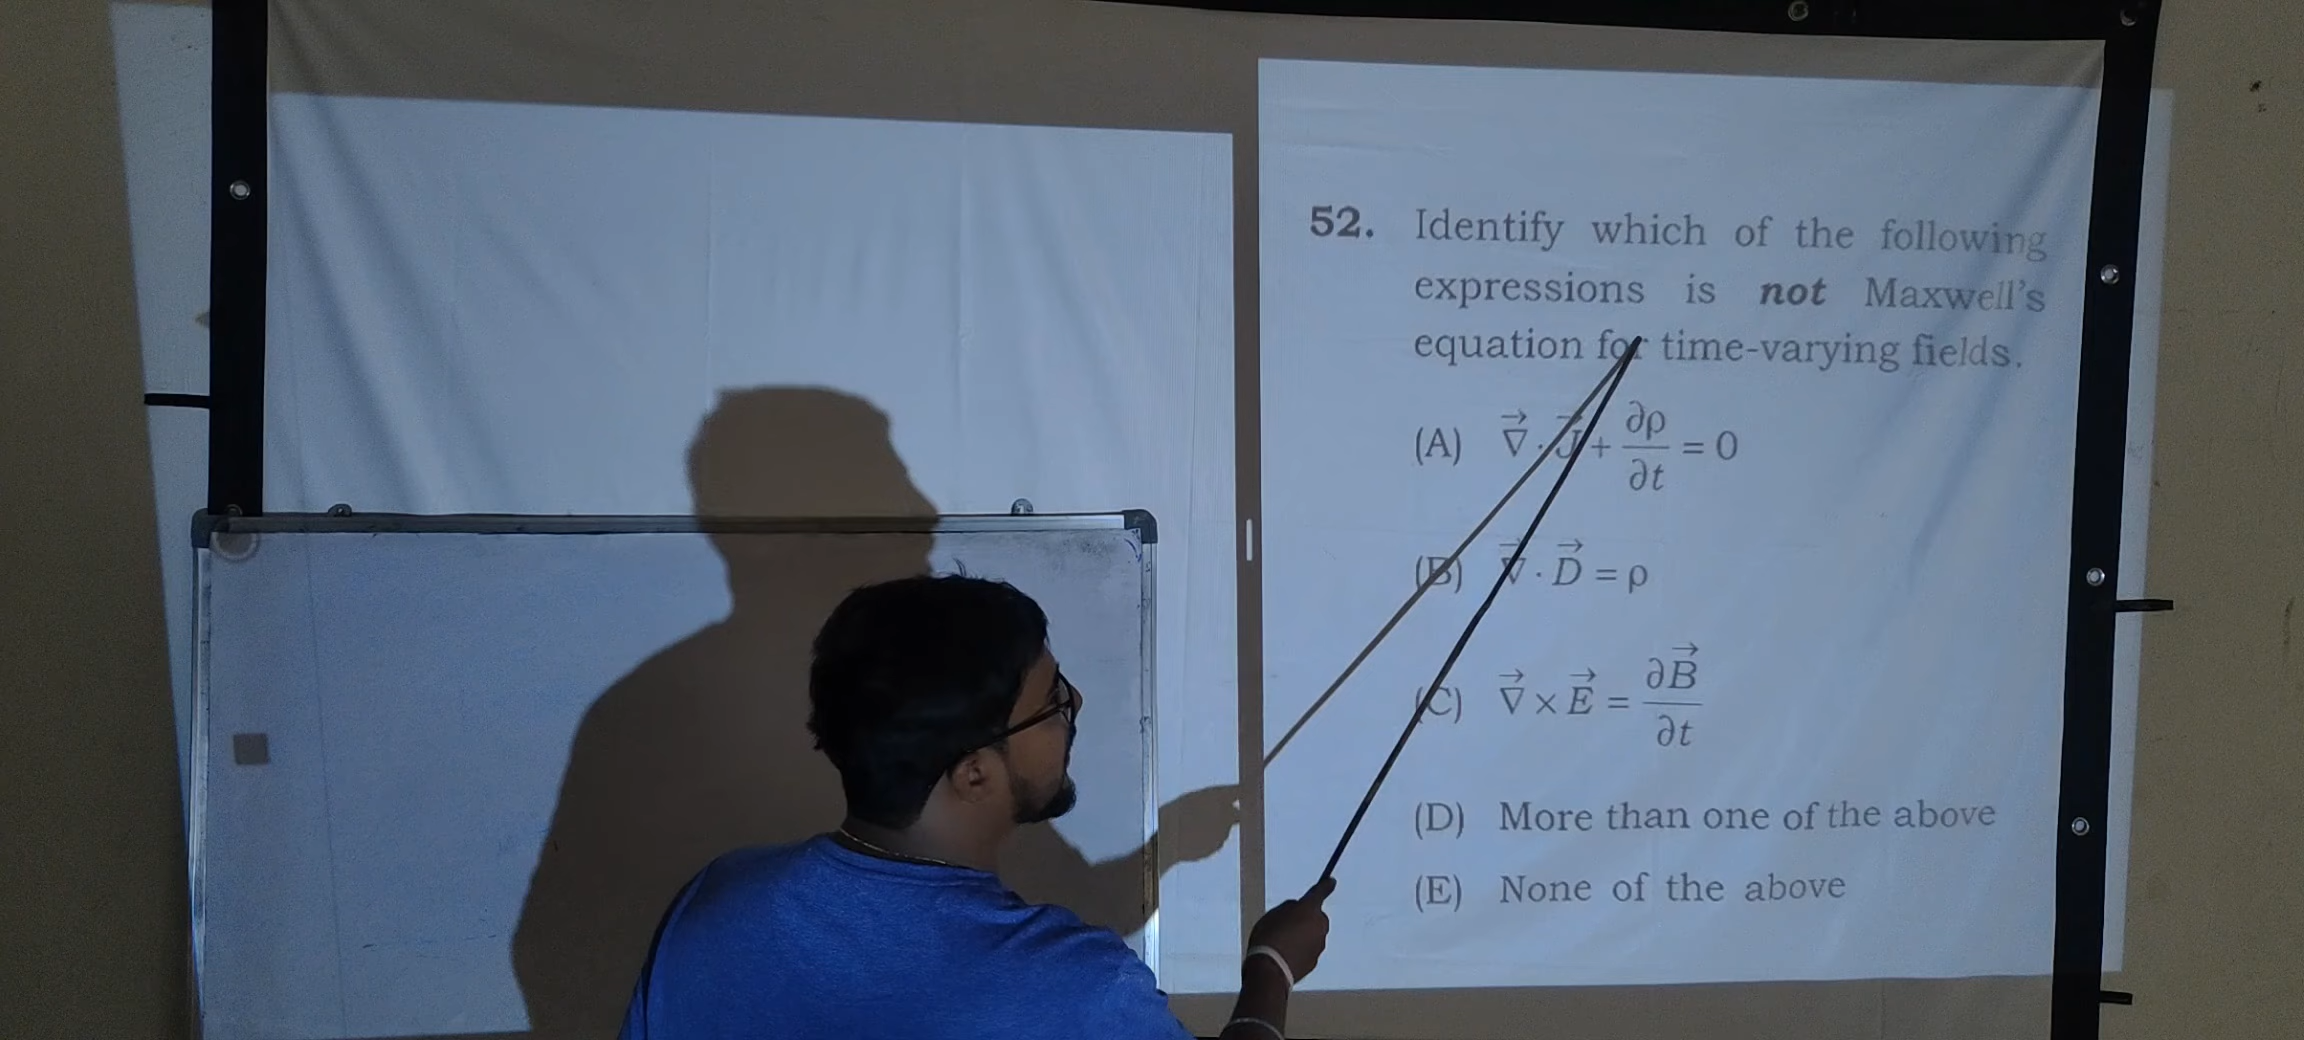 52. Identify which of the following
expressions is not Maxwell's
equation for time-varying fields.
(A) ∇⃗ · J⃗ + ∂ρ/∂t = 0
(B) ∇⃗ · D⃗ = ρ
(C) ∇⃗ × E⃗ = ∂B⃗/∂t
(D) More than one of the above
(E) None of the above